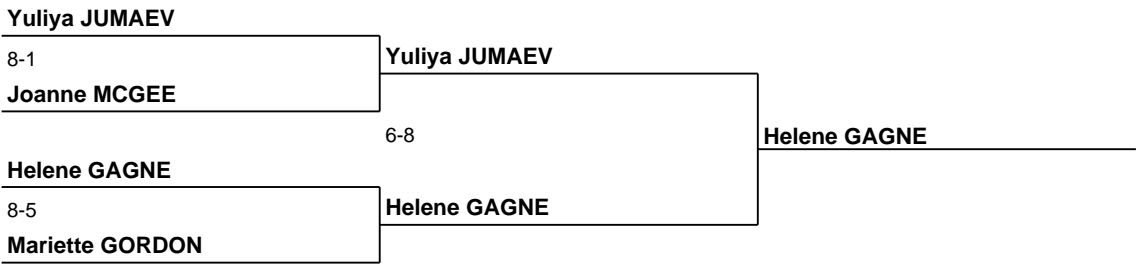 Yuliya JUMAEV
8-1
Yuliya JUMAEV
Joanne MCGEE
6-8
Helene GAGNE
Helene GAGNE
8-5
Helene GAGNE
Mariette GORDON